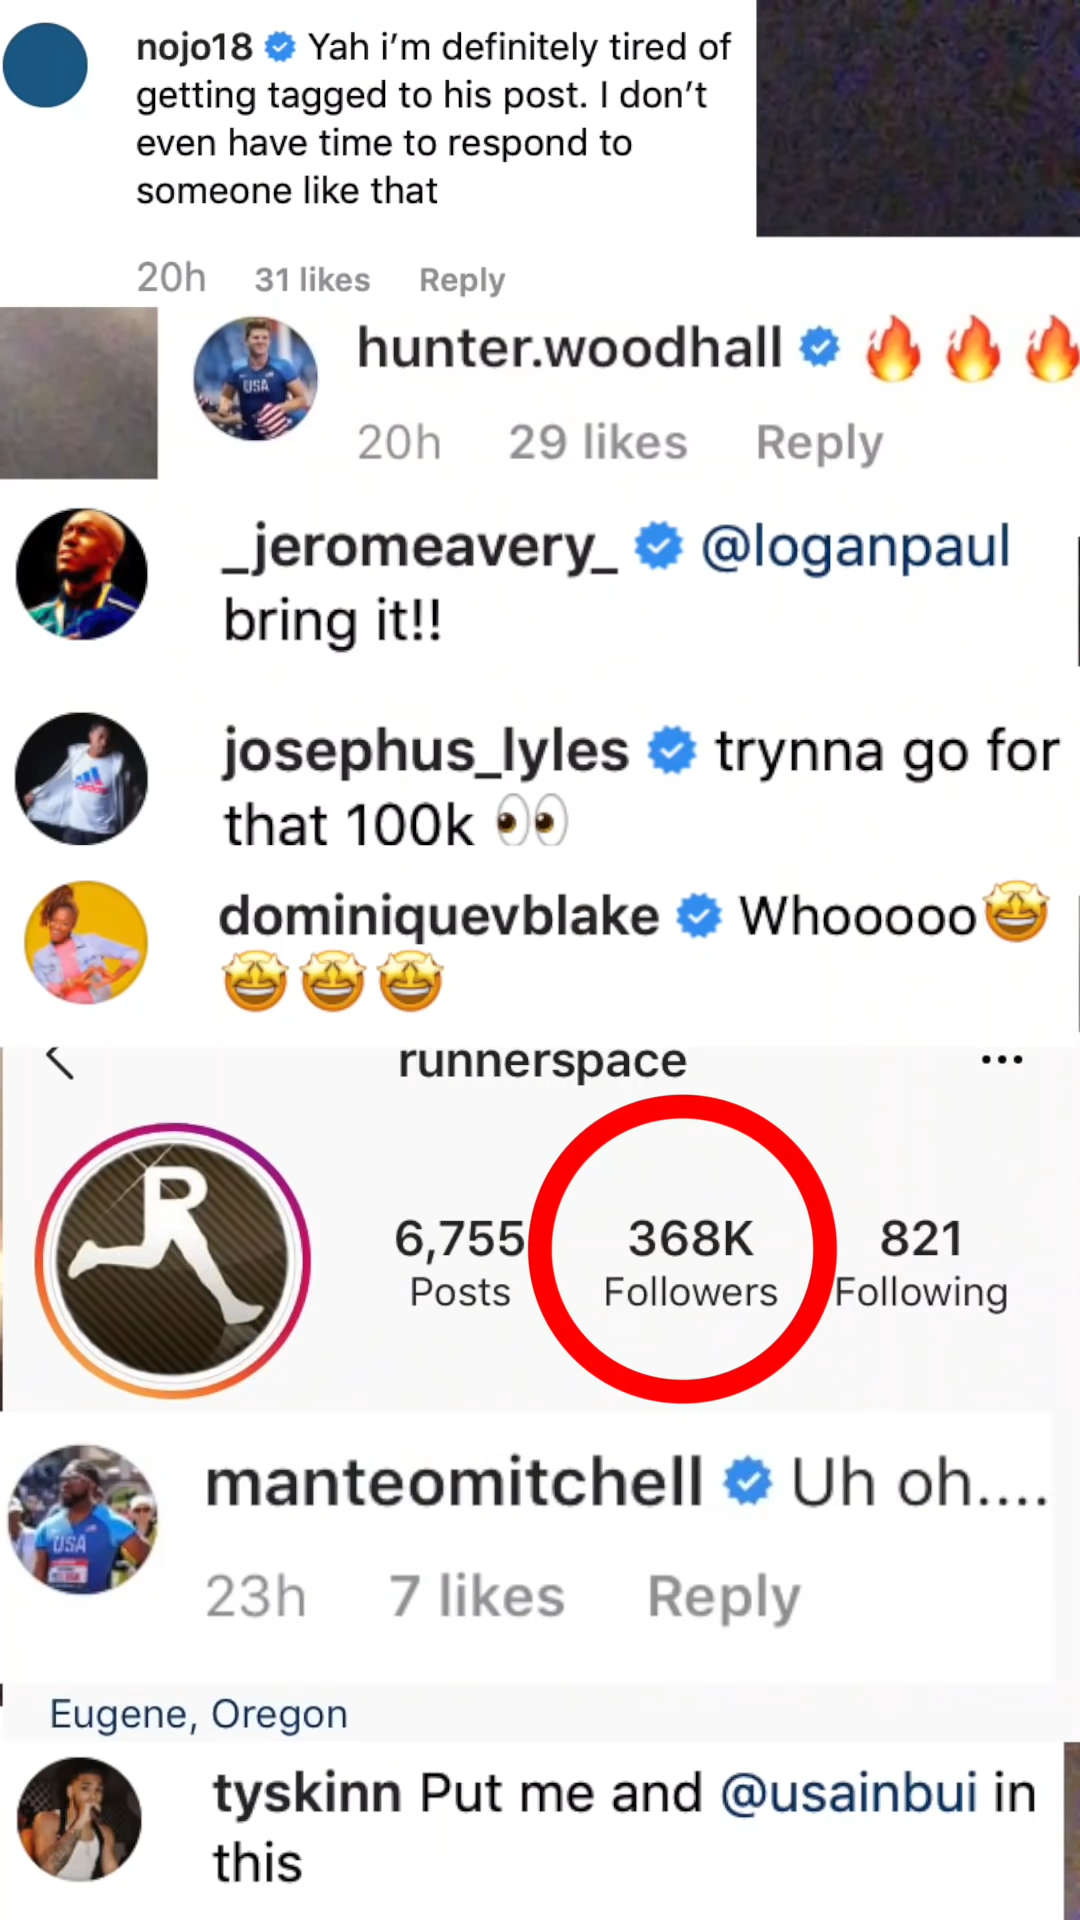 nojo18 Yah i’m definitely tired of
getting tagged to his post. I don’t
even have time to respond to
someone like that
20h 31 likes Reply
hunter.woodhall 🔥 🔥 🔥
USA
20h 29 likes Reply
_jeromeavery_ @loganpaul
bring it!!
josephus_lyles trynna go for
that 100k 👀
dominiquevblake Whooooo🤩
🤩🤩🤩
runnerspace ...
R
6,755 368K 821
Posts Followers Following
manteomitchell Uh oh....
USA
23h 7 likes Reply
Eugene, Oregon
tyskinn Put me and @usainbui in
this